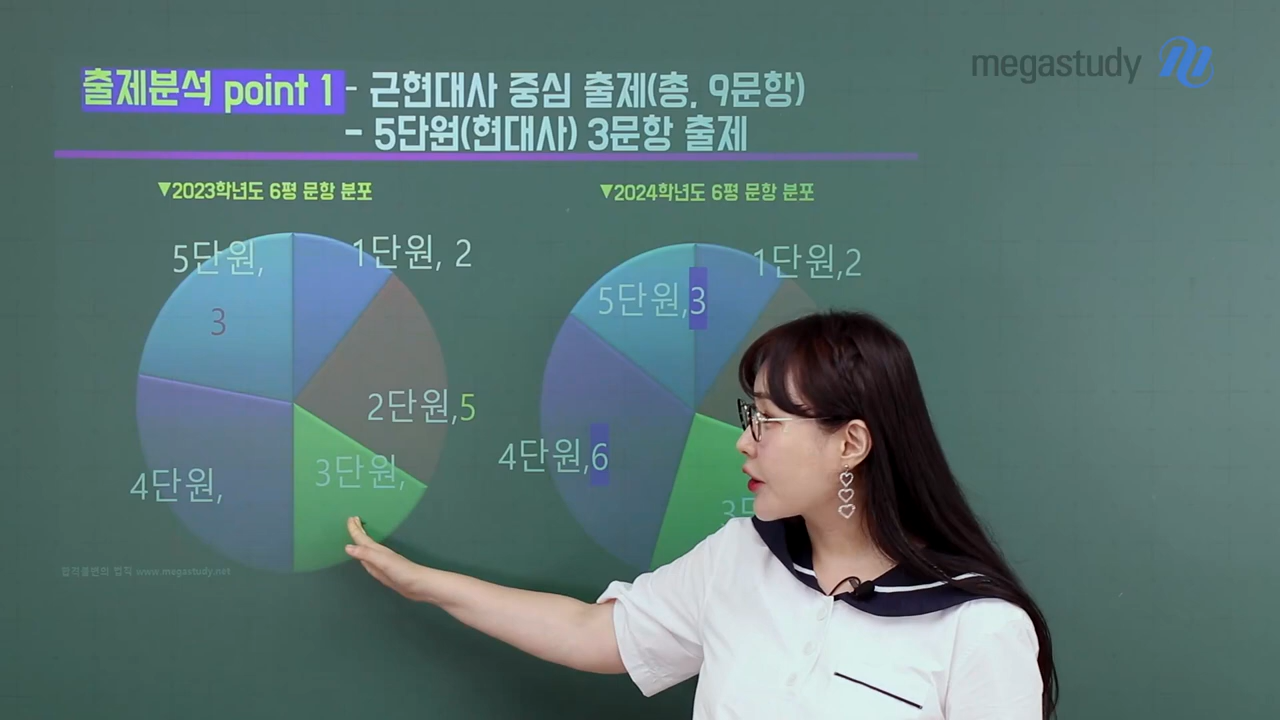 megastudy
출제분석 point 1 - 근현대사 중심 출제(총, 9문항)
- 5단원(현대사) 3문항 출제
▼2023학년도 6평 문항 분포
▼2024학년도 6평 문항 분포
5단원,
3
1단원, 2
2단원,5
3단원,
4단원,
1단원,2
5단원,3
4단원,6
www.megastudy.net